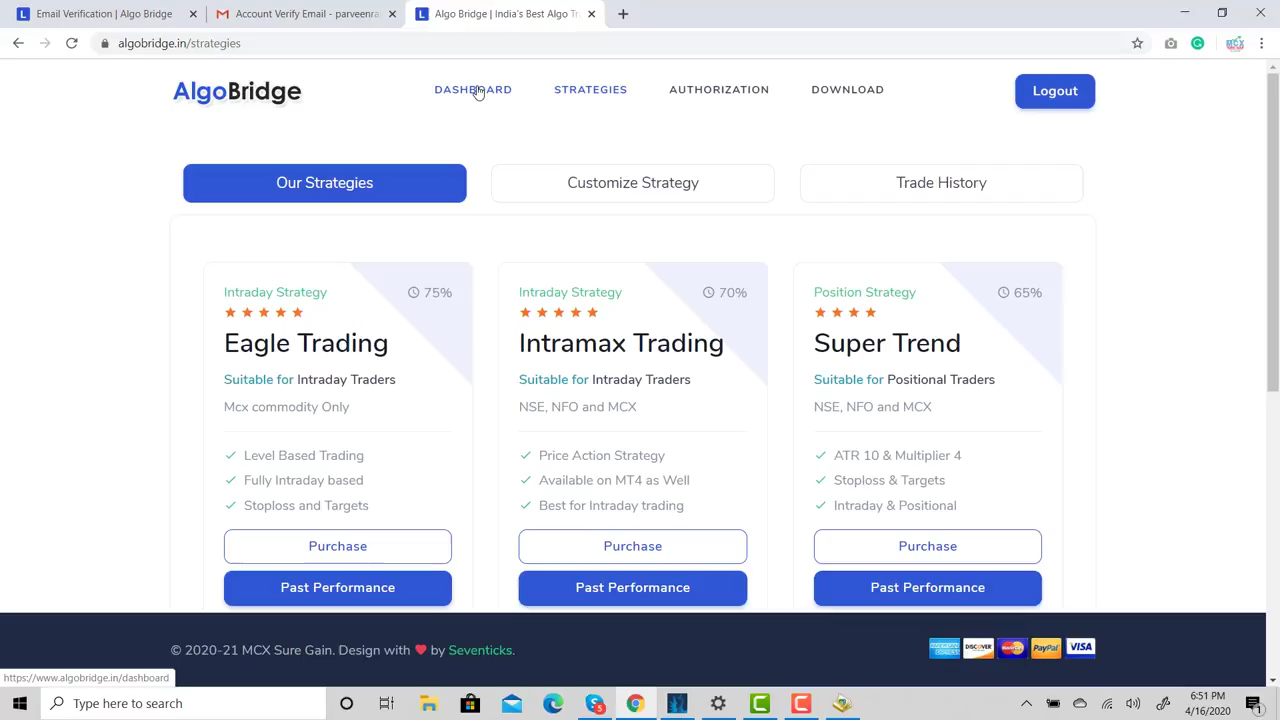 Email Verification | Algo Bridge
Account Verify Email - parveenra
Algo Bridge | India's Best Algo Tr
algobridge.in/strategies
AlgoBridge
DASHBOARD
STRATEGIES
AUTHORIZATION
DOWNLOAD
Logout
Our Strategies
Customize Strategy
Trade History
Intraday Strategy
75%
Eagle Trading
Suitable for Intraday Traders
Mcx commodity Only
Level Based Trading
Fully Intraday based
Stoploss and Targets
Purchase
Past Performance
Intraday Strategy
70%
Intramax Trading
Suitable for Intraday Traders
NSE, NFO and MCX
Price Action Strategy
Available on MT4 as Well
Best for Intraday trading
Purchase
Past Performance
Position Strategy
65%
Super Trend
Suitable for Positional Traders
NSE, NFO and MCX
ATR 10 & Multiplier 4
Stoploss & Targets
Intraday & Positional
Purchase
Past Performance
© 2020-21 MCX Sure Gain. Design with ❤ by Seventicks.
DISCOVER
PayPal
VISA
https://www.algobridge.in/dashboard
Type here to search
5
6:51 PM
4/16/2020
1